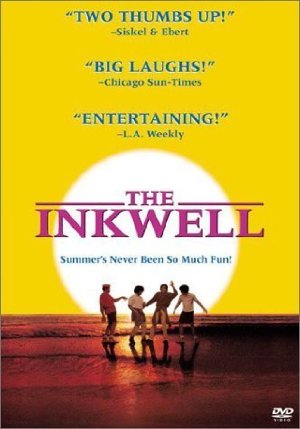 "TWO THUMBS UP!"
–Siskel & Ebert
"BIG LAUGHS!"
–Chicago Sun-Times
"ENTERTAINING!"
–L.A. Weekly
THE
INKWELL
Summer's Never Been So Much Fun!
DVD
VIDEO